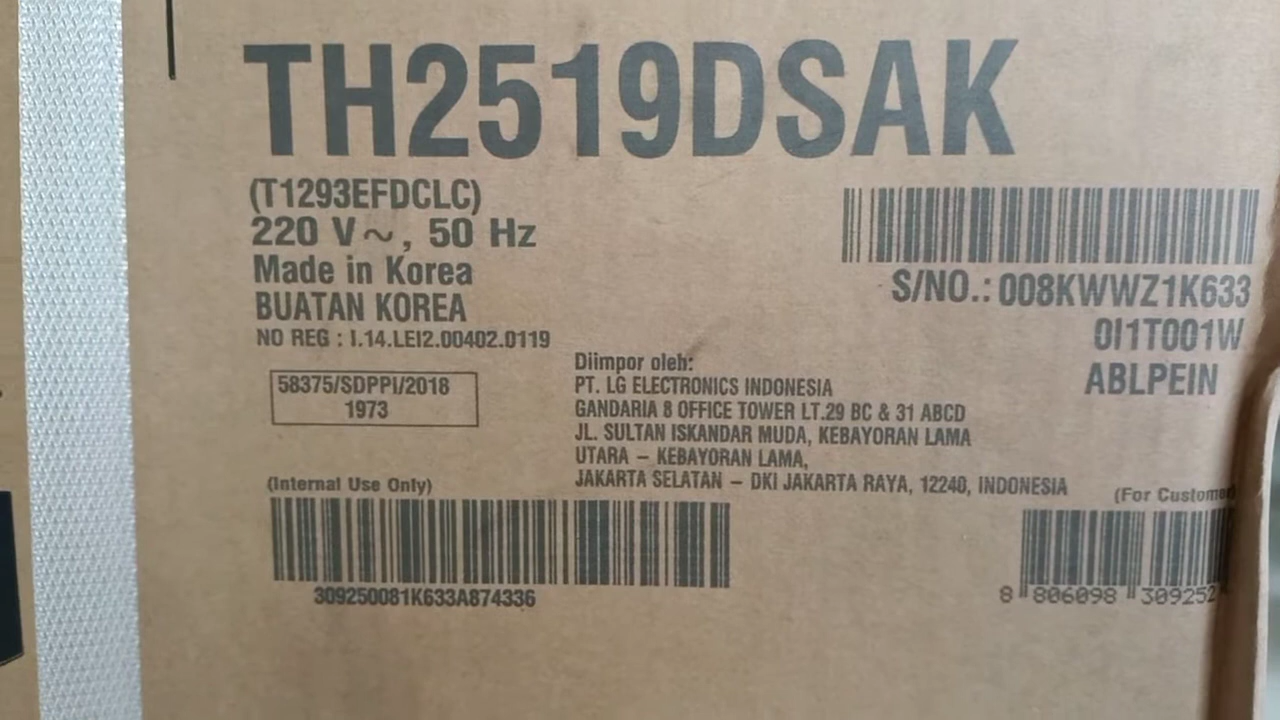 TH2519DSAK
(T1293EFDCLC)
220 V~, 50 Hz
Made in Korea
BUATAN KOREA
NO REG : I.14.LEI2.00402.0119
58375/SDPPI/2018
1973
S/NO.: 008KWWZ1K633
0I1T001W
ABLPEIN
Diimpor oleh:
PT. LG ELECTRONICS INDONESIA
GANDARIA 8 OFFICE TOWER LT.29 BC & 31 ABCD
JL. SULTAN ISKANDAR MUDA, KEBAYORAN LAMA
UTARA – KEBAYORAN LAMA,
JAKARTA SELATAN – DKI JAKARTA RAYA, 12240, INDONESIA
(Internal Use Only)
309250081K633A874336
(For Customer
8 806098 309252